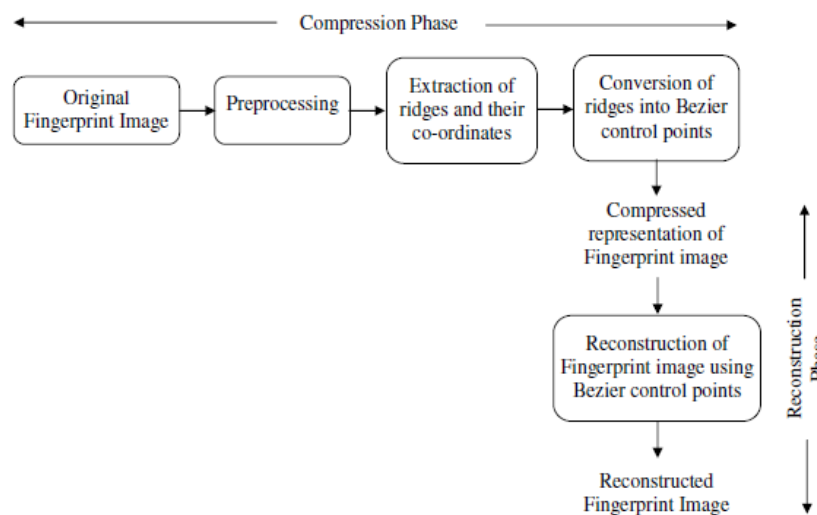 Compression Phase
Original
Fingerprint Image
Preprocessing
Extraction of
ridges and their
co-ordinates
Conversion of
ridges into Bezier
control points
Compressed
representation of
Fingerprint image
Reconstruction of
Fingerprint image using
Bezier control points
Reconstructed
Fingerprint Image
Reconstruction
Phase